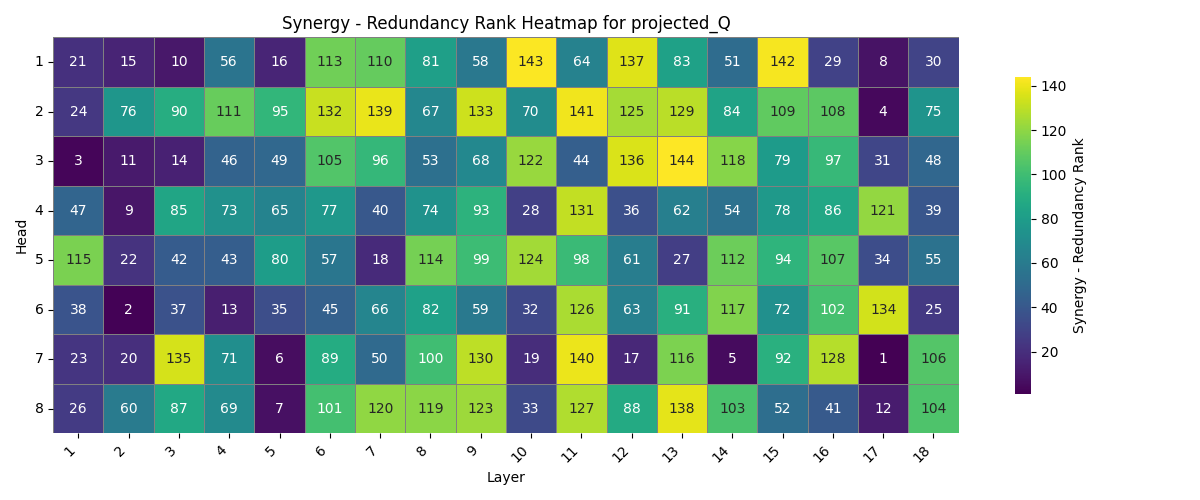 Synergy - Redundancy Rank Heatmap for projected_Q
1 21 15 10 56 16 113 110 81 58 143 64 137 83 51 142 29 8 30
2 24 76 90 111 95 132 139 67 133 70 141 125 129 84 109 108 4 75
3 3 11 14 46 49 105 96 53 68 122 44 136 144 118 79 97 31 48
4 47 9 85 73 65 77 40 74 93 28 131 36 62 54 78 86 121 39
5 115 22 42 43 80 57 18 114 99 124 98 61 27 112 94 107 34 55
6 38 2 37 13 35 45 66 82 59 32 126 63 91 117 72 102 134 25
7 23 20 135 71 6 89 50 100 130 19 140 17 116 5 92 128 1 106
8 26 60 87 69 7 101 120 119 123 33 127 88 138 103 52 41 12 104
1 2 3 4 5 6 7 8 9 10 11 12 13 14 15 16 17 18
Layer
Head
140
120
100
80
60
40
20
Synergy - Redundancy Rank